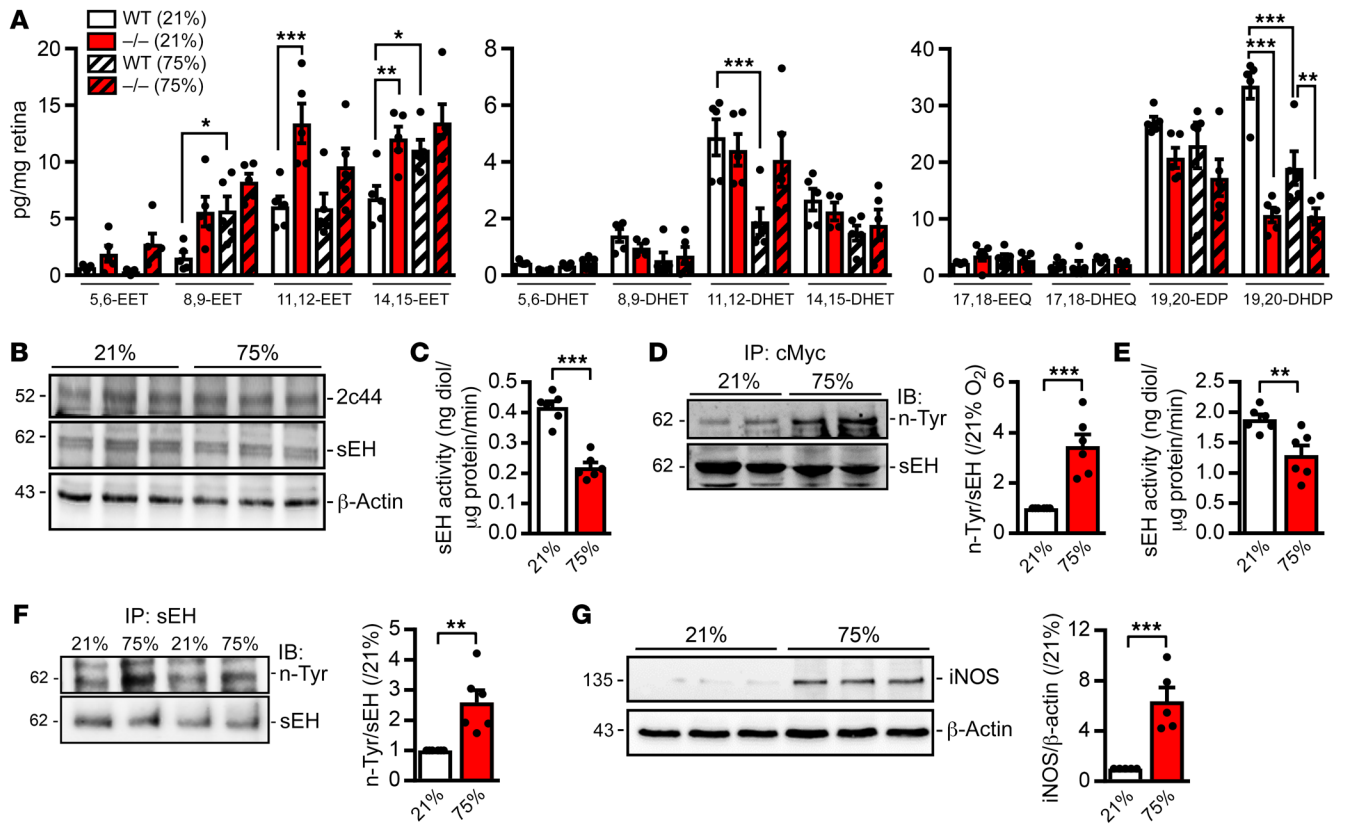 A
WT (21%)
–/– (21%)
WT (75%)
–/– (75%)
pg/mg retina
20
15
10
5
0
***
*
**
*
5,6-EET
8,9-EET
11,12-EET
14,15-EET
8
6
4
2
0
***
5,6-DHET
8,9-DHET
11,12-DHET
14,15-DHET
40
30
20
10
0
***
***
**
17,18-EEQ
17,18-DHEQ
19,20-EDP
19,20-DHDP
B
21%
75%
52
2c44
62
sEH
43
β-Actin
C
sEH activity (ng diol/
μg protein/min)
0.5
0.4
0.3
0.2
0.1
0.0
***
21%
75%
D
IP: cMyc
21%
75%
IB:
62
n-Tyr
62
sEH
n-Tyr/sEH (/21% O2)
6
4
2
0
***
21%
75%
E
sEH activity (ng diol/
μg protein/min)
2.5
2.0
1.5
1.0
0.5
0.0
**
21%
75%
F
IP: sEH
21% 75% 21% 75%
IB:
62
n-Tyr
62
sEH
n-Tyr/sEH (/21%)
5
4
3
2
1
0
**
21%
75%
G
21%
75%
135
iNOS
43
β-Actin
iNOS/β-actin (/21%)
12
8
4
0
***
21%
75%